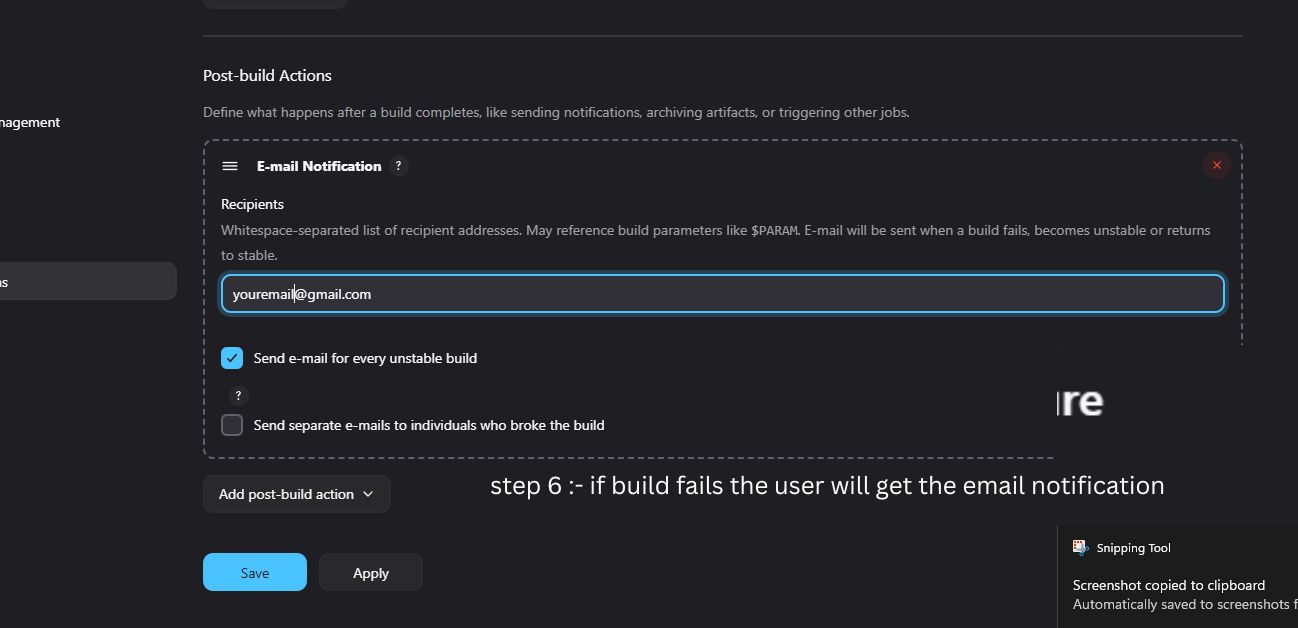 Post-build Actions
Define what happens after a build completes, like sending notifications, archiving artifacts, or triggering other jobs.
nagement
E-mail Notification ?
Recipients
Whitespace-separated list of recipient addresses. May reference build parameters like $PARAM. E-mail will be sent when a build fails, becomes unstable or returns
to stable.
s
youremail@gmail.com
Send e-mail for every unstable build
?
re
Send separate e-mails to individuals who broke the build
Add post-build action
step 6 :- if build fails the user will get the email notification
Snipping Tool
Save
Apply
Screenshot copied to clipboard
Automatically saved to screenshots f